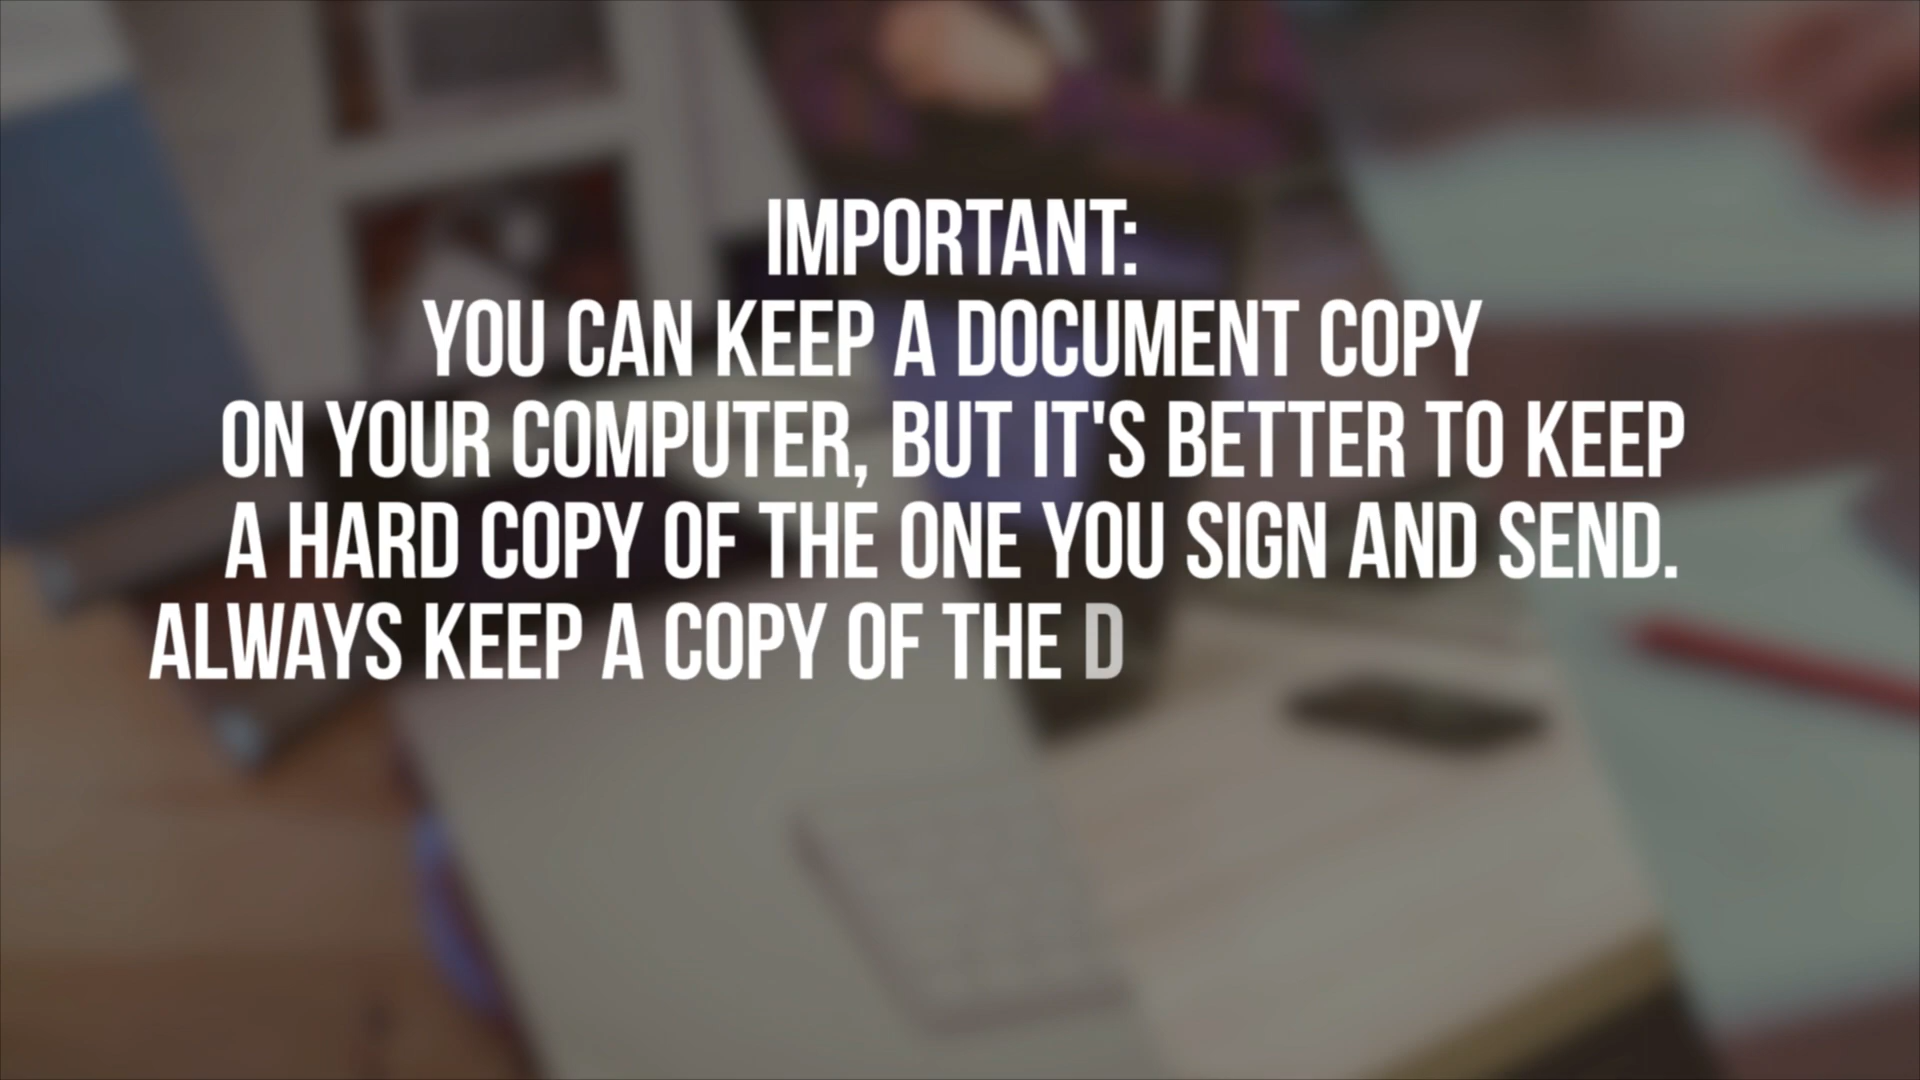 IMPORTANT:
YOU CAN KEEP A DOCUMENT COPY
ON YOUR COMPUTER, BUT IT'S BETTER TO KEEP
A HARD COPY OF THE ONE YOU SIGN AND SEND.
ALWAYS KEEP A COPY OF THE D